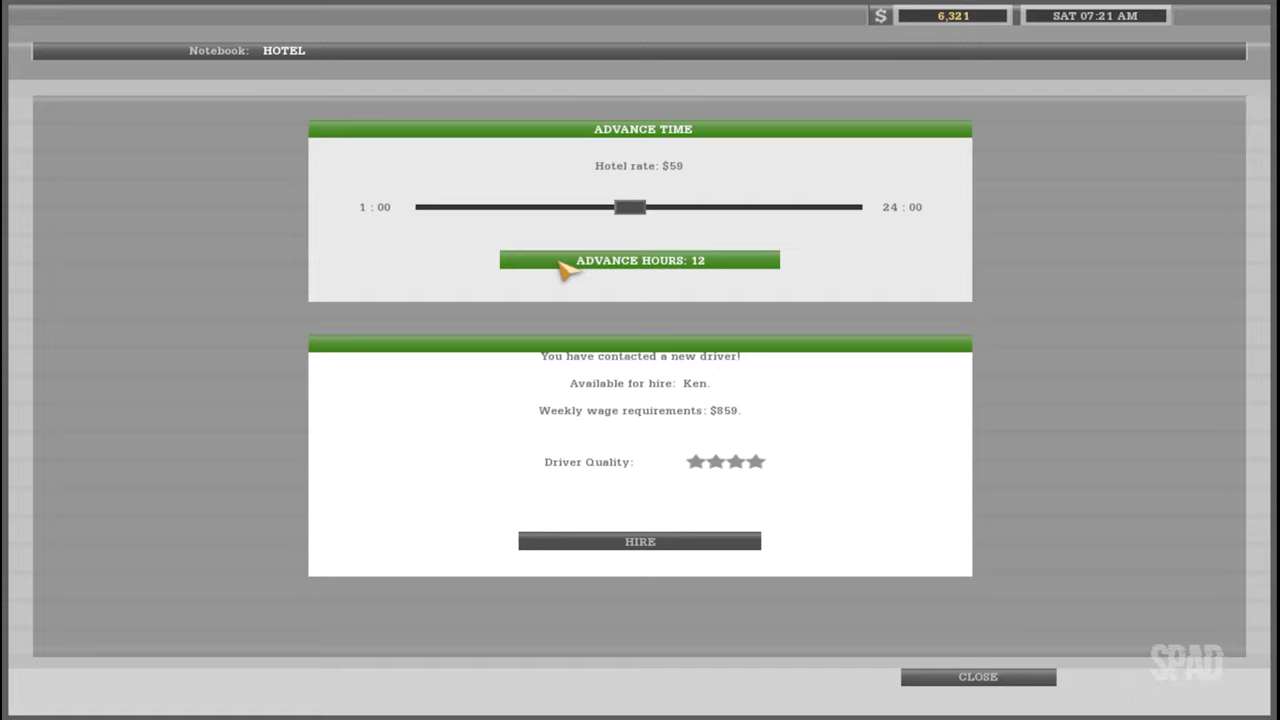 $ 6,321 SAT 07:21 AM
Notebook: HOTEL
ADVANCE TIME
Hotel rate: $59
1 : 00 24 : 00
ADVANCE HOURS: 12
You have contacted a new driver!
Available for hire: Ken.
Weekly wage requirements: $859.
Driver Quality:
HIRE
SPAD
CLOSE